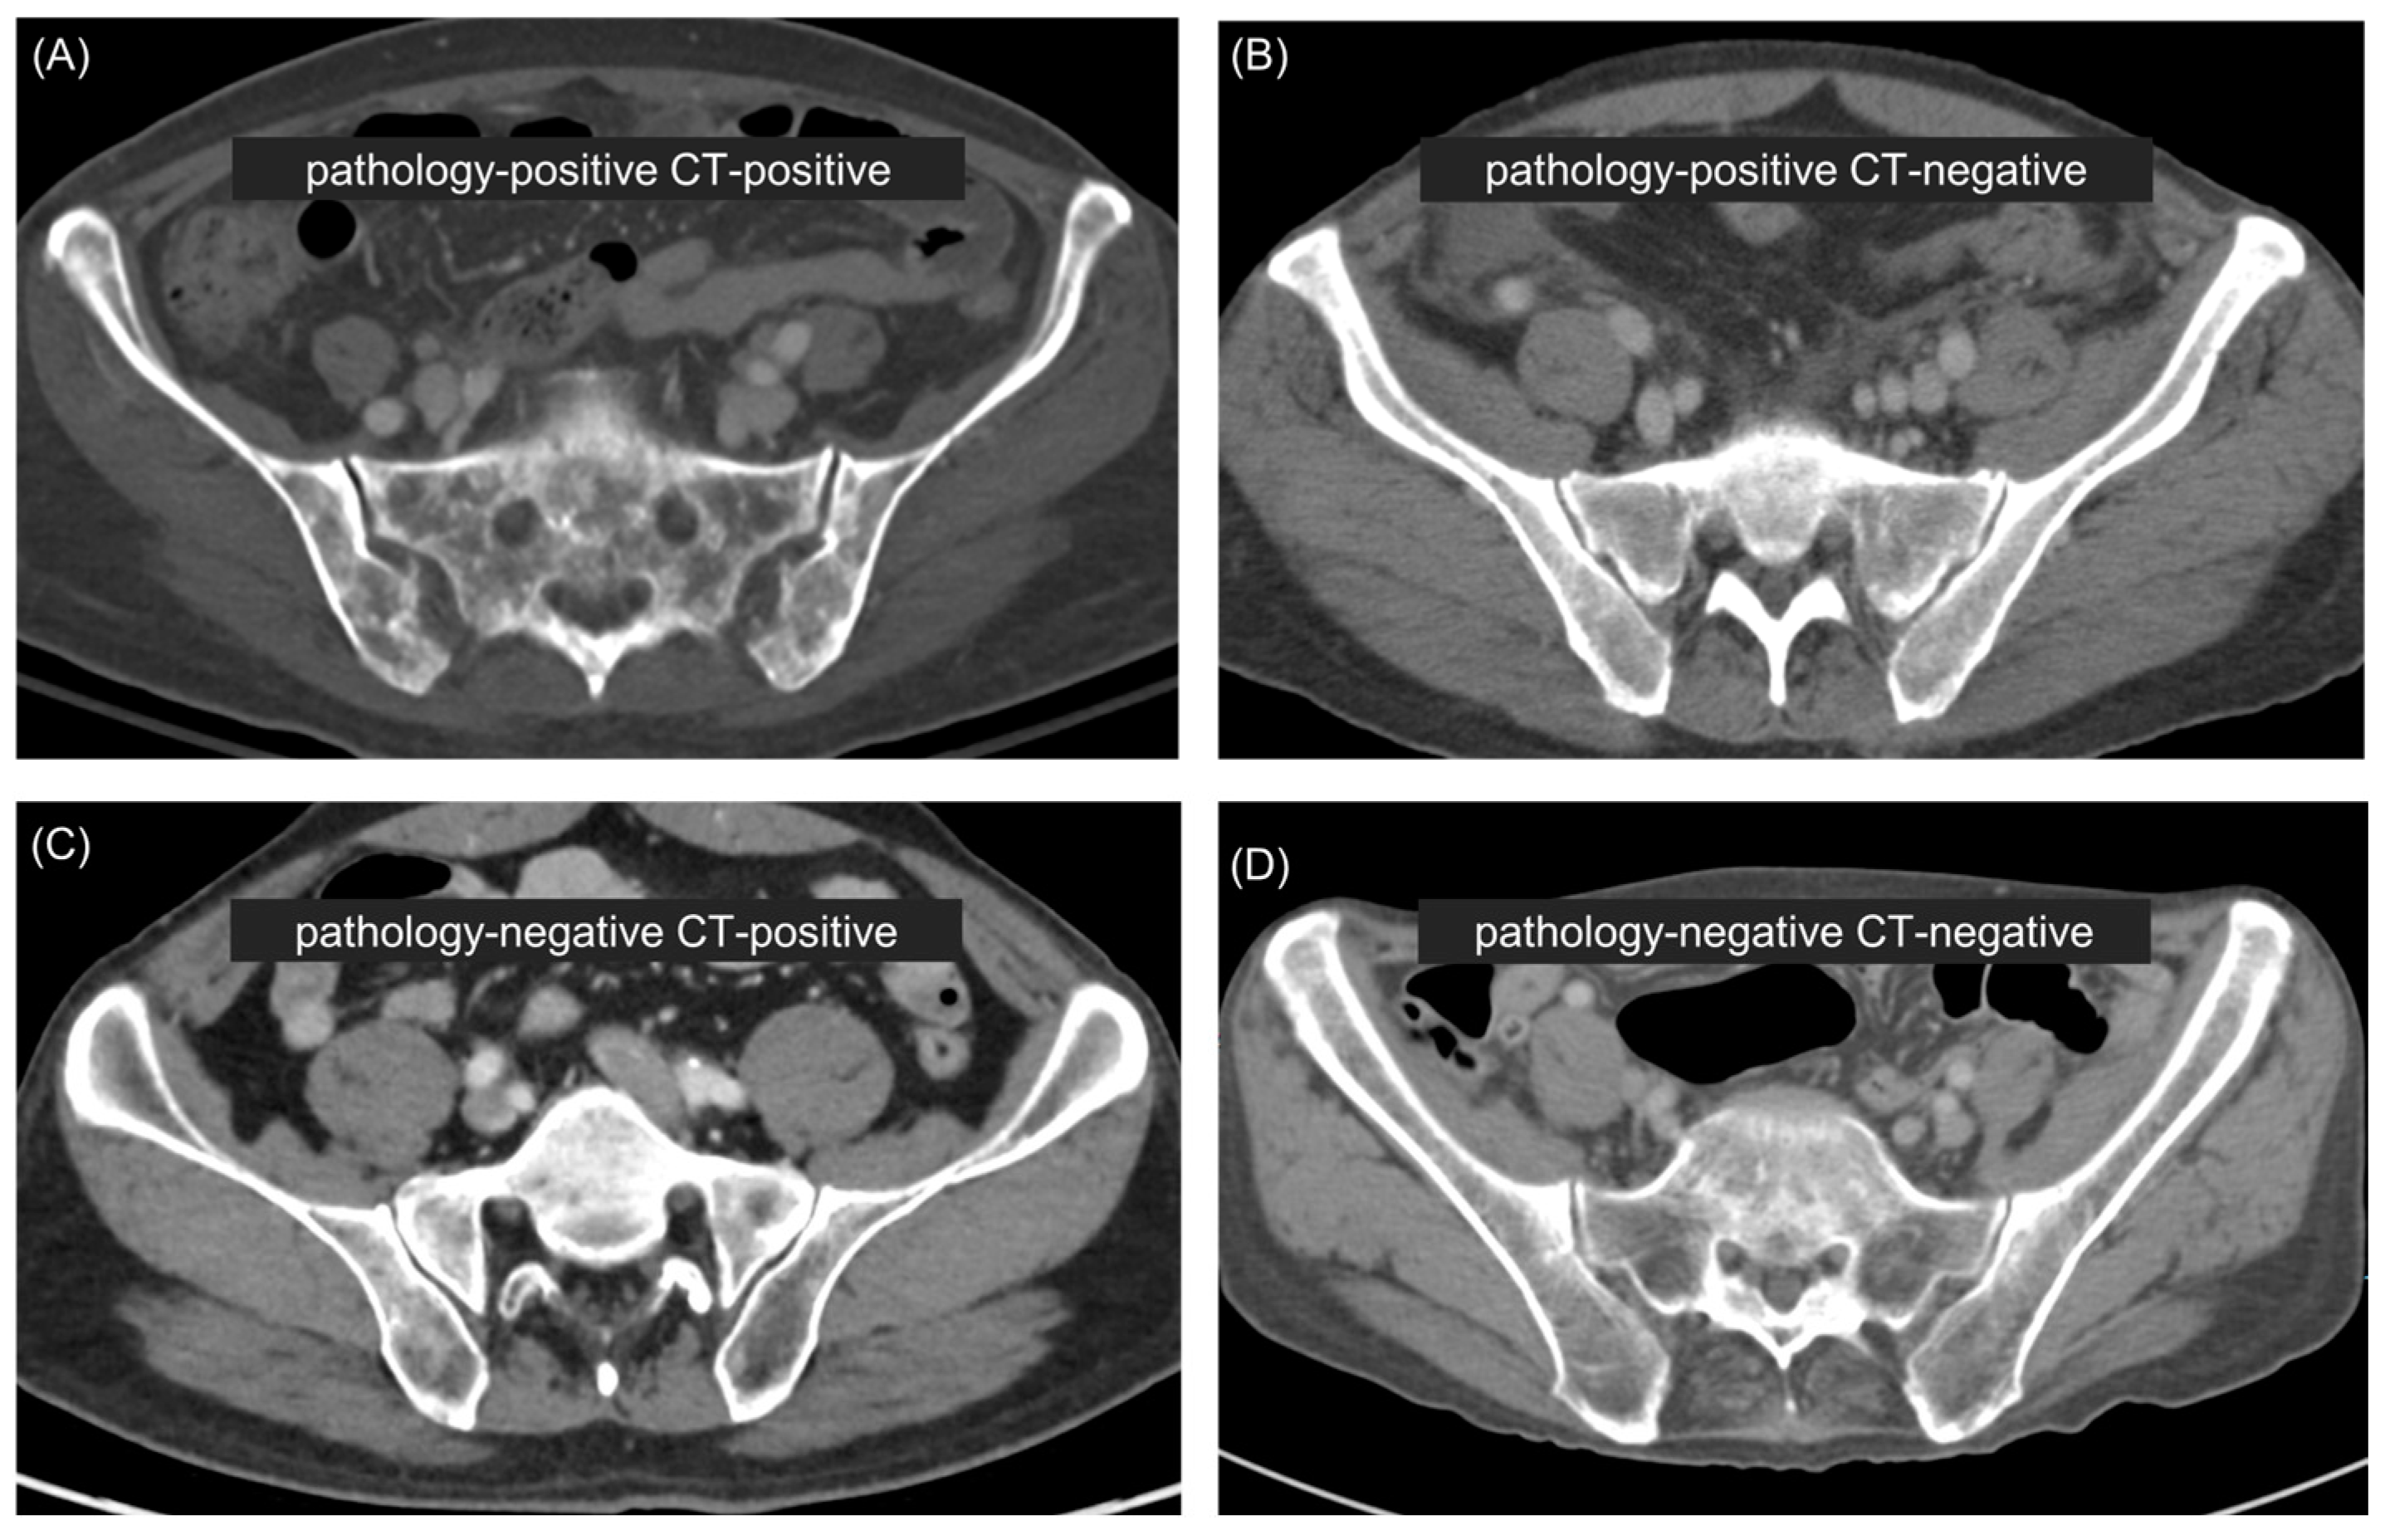 (A)
pathology-positive CT-positive
(B)
pathology-positive CT-negative
(C)
pathology-negative CT-positive
(D)
pathology-negative CT-negative